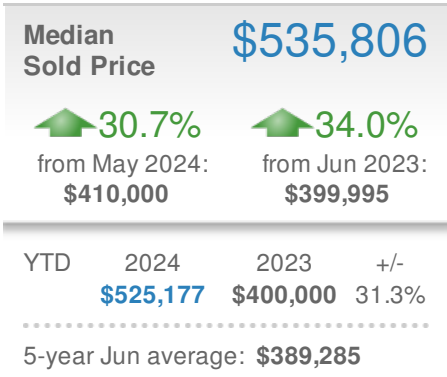 Median
Sold Price
$535,806
30.7% 34.0%
from May 2024: from Jun 2023:
$410,000 $399,995
YTD 2024 2023 +/-
$525,177 $400,000 31.3%
5-year Jun average: $389,285